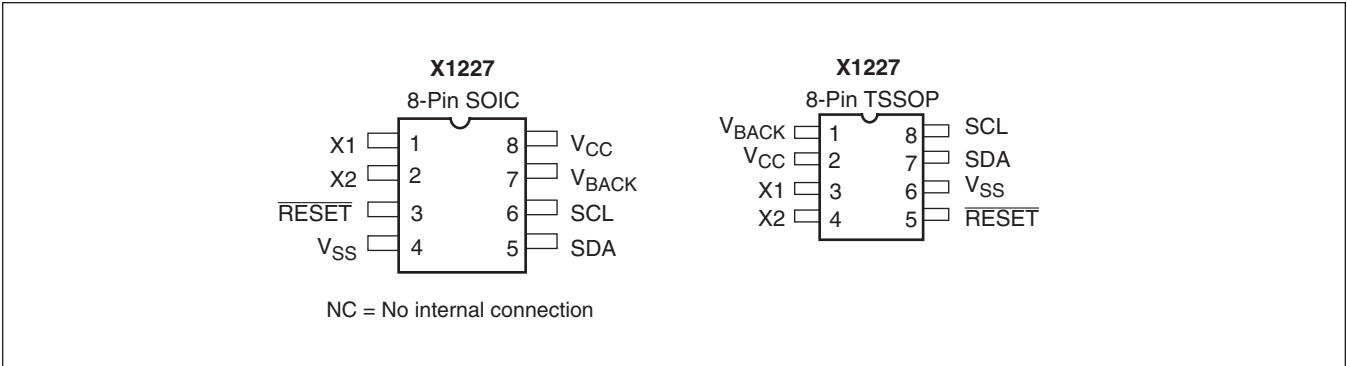 X1227
8-Pin SOIC
X1 1 8 VCC
X2 2 7 VBACK
RESET 3 6 SCL
VSS 4 5 SDA
NC = No internal connection
X1227
8-Pin TSSOP
VBACK 1 8 SCL
VCC 2 7 SDA
X1 3 6 VSS
X2 4 5 RESET